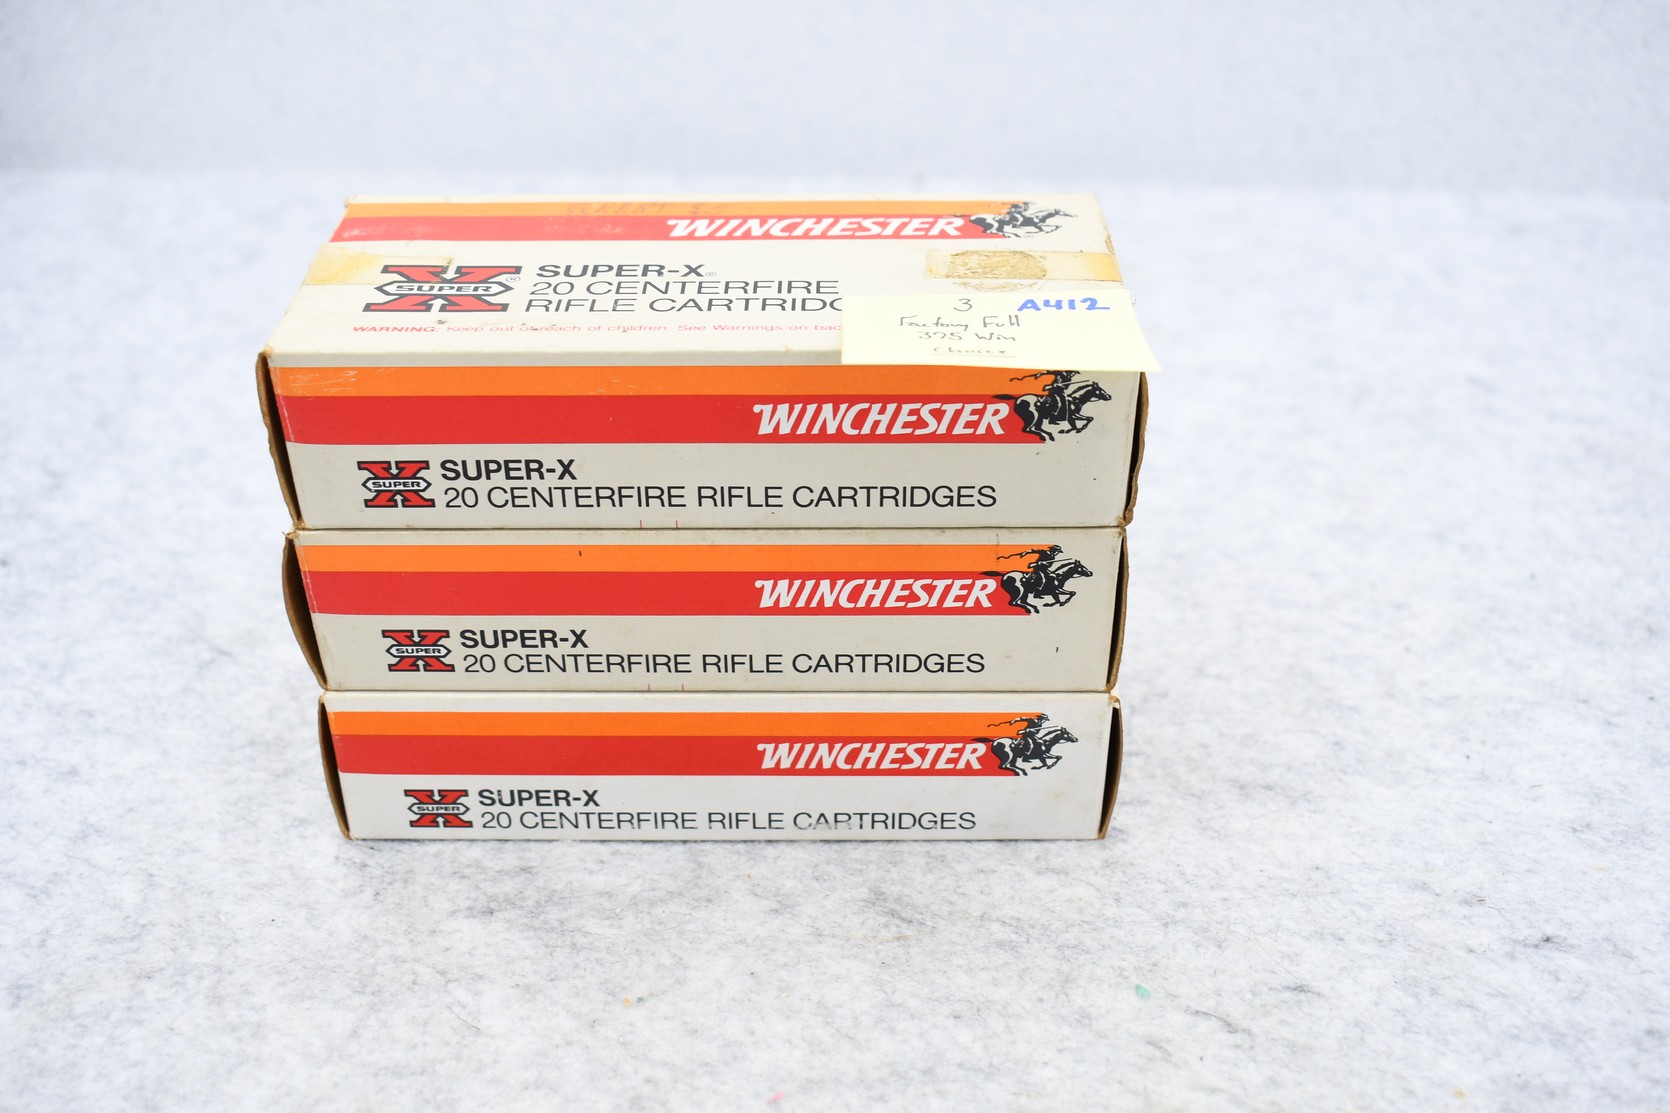 WINCHESTER
X SUPER ®
SUPER-X®
20 CENTERFIRE
RIFLE CARTRIDG
WARNING: Keep out of reach of children. See Warnings on bac
3 A412
Factory Full
375 Win
Choice
WINCHESTER
X SUPER
SUPER-X
20 CENTERFIRE RIFLE CARTRIDGES
WINCHESTER
X SUPER
SUPER-X
20 CENTERFIRE RIFLE CARTRIDGES
WINCHESTER
X SUPER
SUPER-X
20 CENTERFIRE RIFLE CARTRIDGES